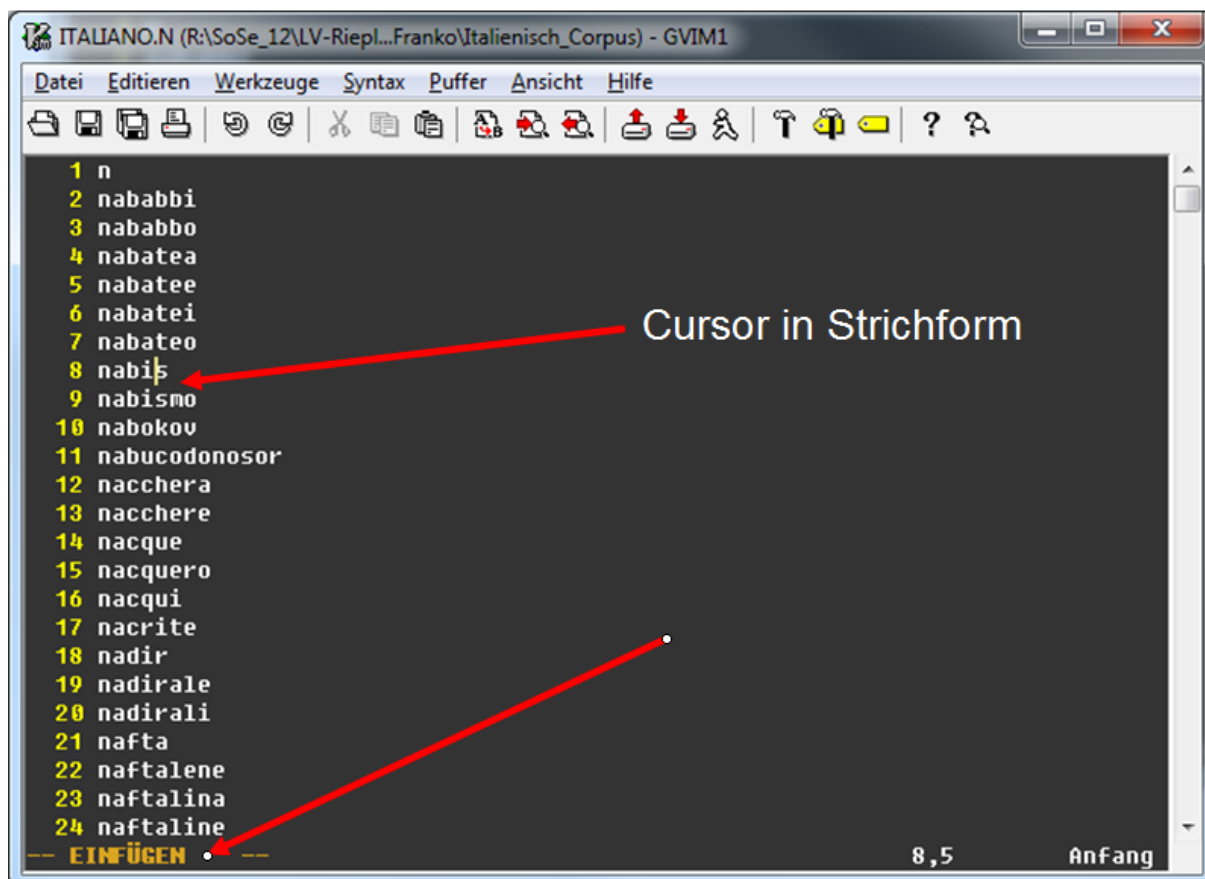 ITALIANO.N (R:\SoSe_12\LV-Riepl...Franko\Italienisch_Corpus) - GVIM1
Datei Editieren Werkzeuge Syntax Puffer Ansicht Hilfe
1 n
2 nababbi
3 nababbo
4 nabatea
5 nabatee
6 nabatei
Cursor in Strichform
7 nabateo
8 nabis
9 nabismo
10 nabokov
11 nabucodonosor
12 nacchera
13 nacchere
14 nacque
15 nacquero
16 nacqui
17 nacrite
18 nadir
19 nadirale
20 nadirali
21 nafta
22 naftalene
23 naftalina
24 naftaline
-- EINFÜGEN -- 8,5 Anfang